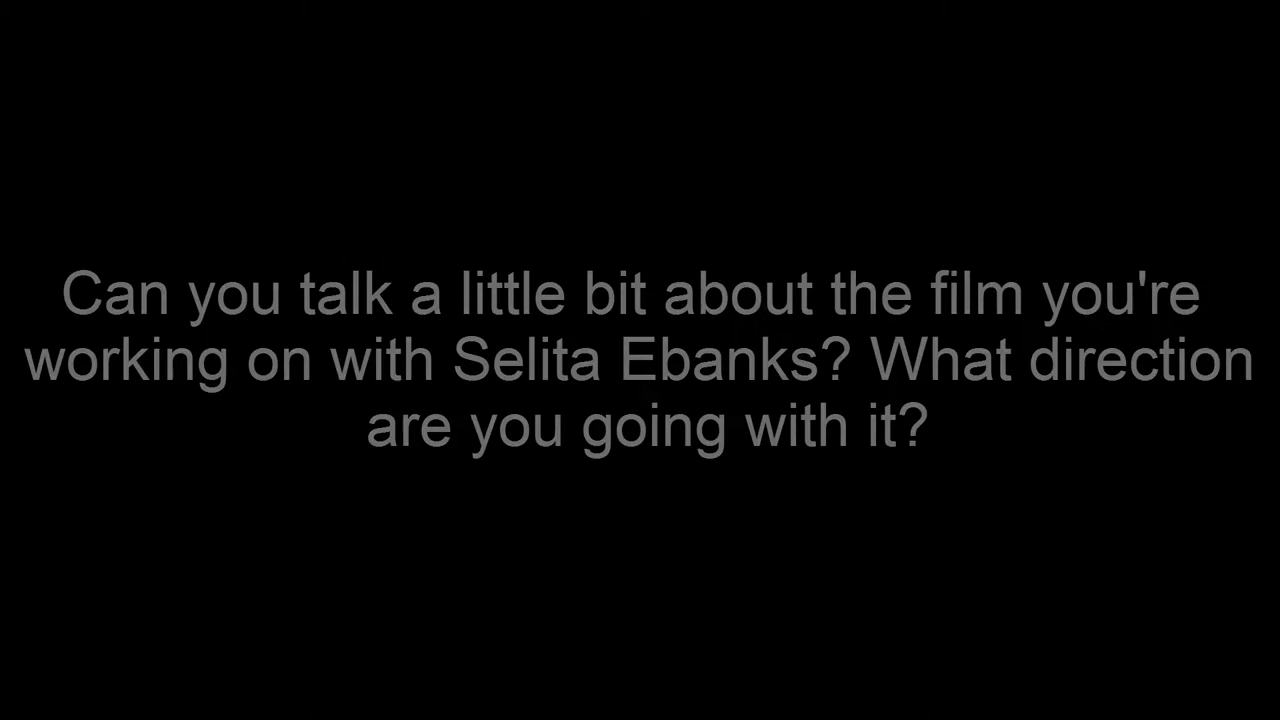 Can you talk a little bit about the film you're
working on with Selita Ebanks? What direction
are you going with it?